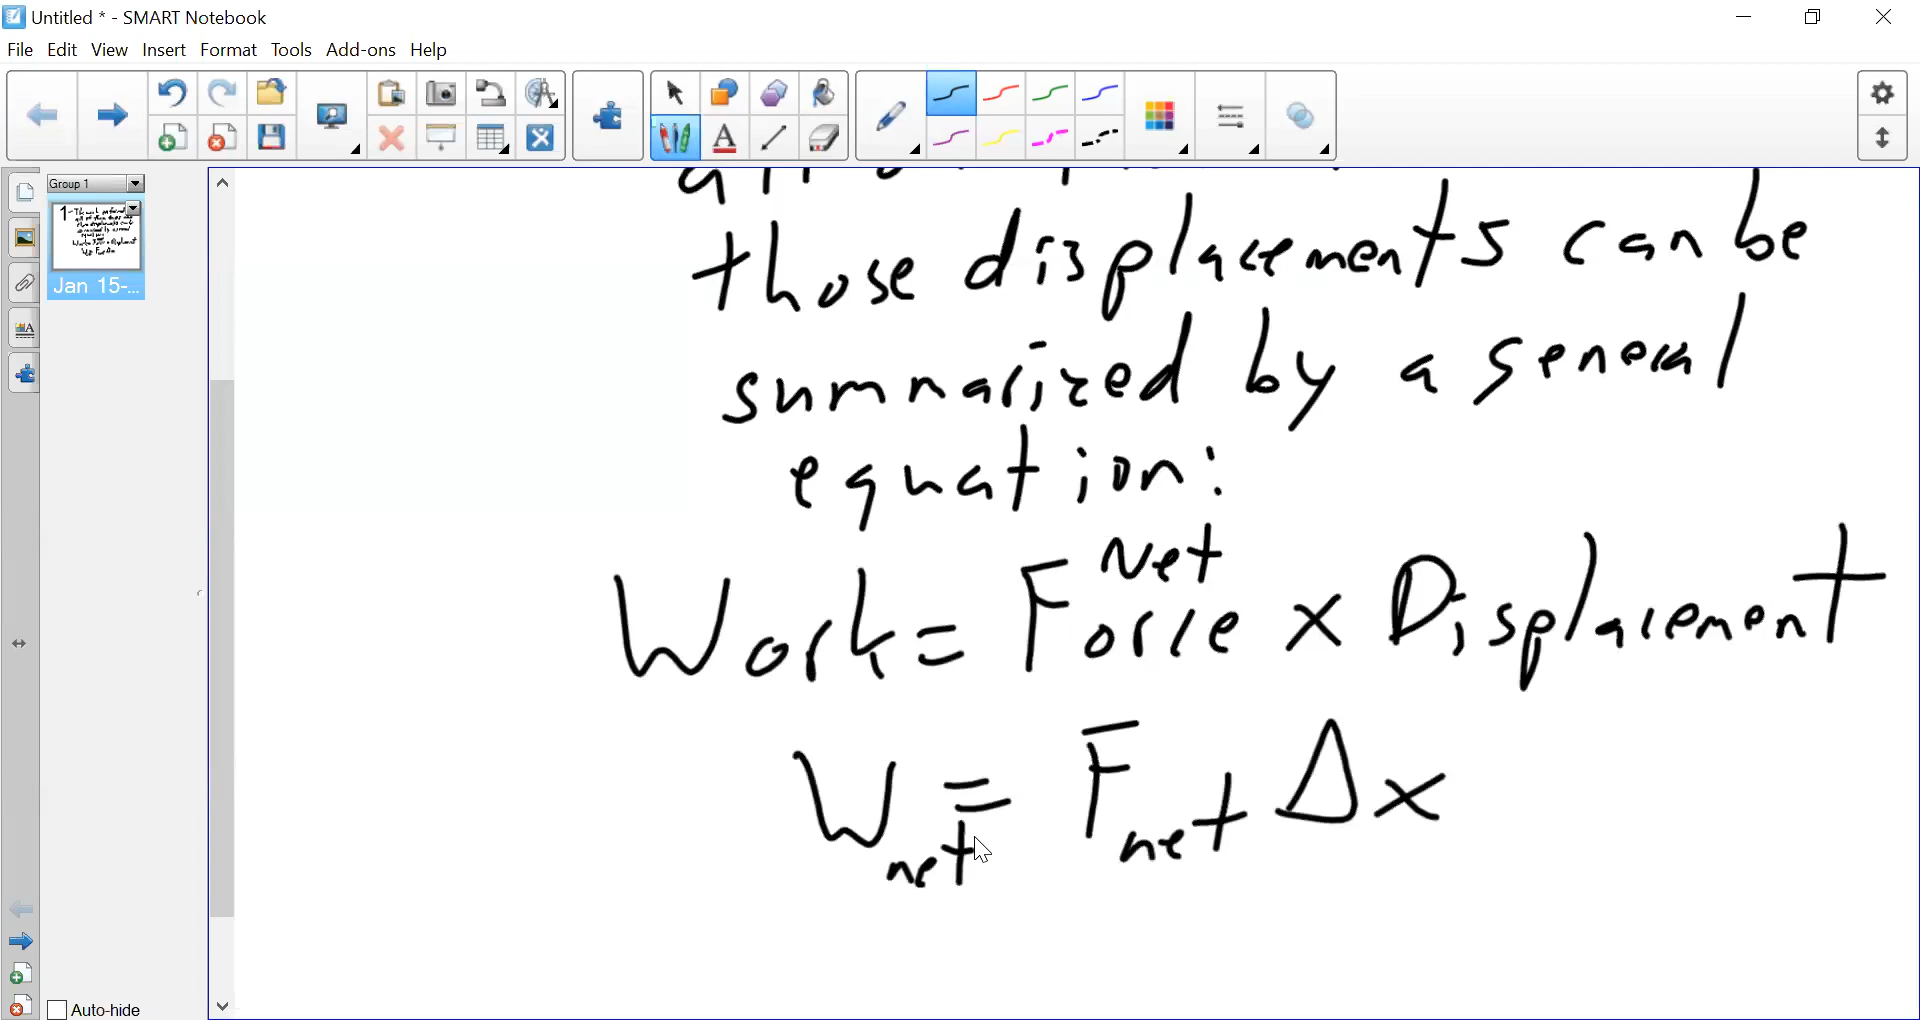 Untitled * - SMART Notebook
File Edit View Insert Format Tools Add-ons Help
Group 1
Jan 15-...
those displacements can be
summarized by a general
equation:
Net
Work = Force x Displacement
Wnet = Fnet Δx
Auto-hide